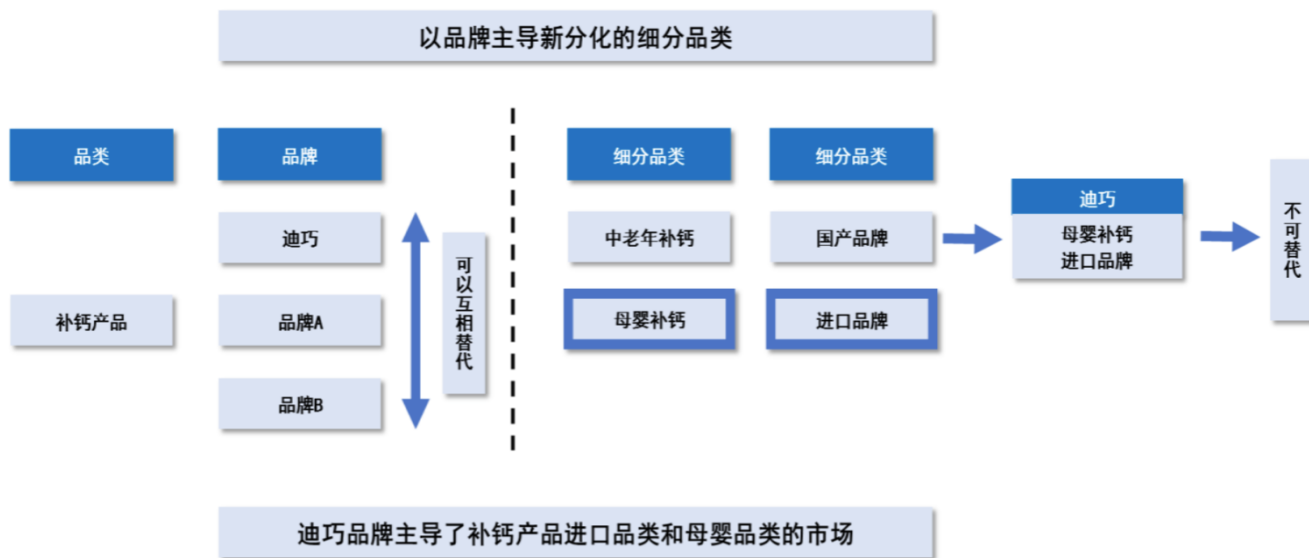 以品牌主导新分化的细分品类
品类
品牌
细分品类
细分品类
迪巧
中老年补钙
国产品牌
迪巧
母婴补钙
进口品牌
不可替代
可以互相替代
补钙产品
品牌A
母婴补钙
进口品牌
品牌B
迪巧品牌主导了补钙产品进口品类和母婴品类的市场